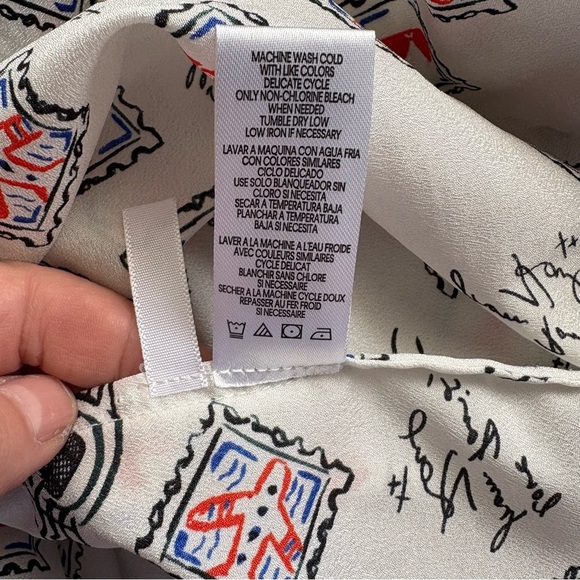 MACHINE WASH COLD
WITH LIKE COLORS
DELICATE CYCLE
ONLY NON-CHLORINE BLEACH
WHEN NEEDED
TUMBLE DRY LOW
LOW IRON IF NECESSARY
LAVAR A MAQUINA CON AGUA FRIA
CON COLORES SIMILARES
CICLO DELICADO
USE SOLO BLANQUEADOR SIN
CLORO SI NECESITA
SECAR A TEMPERATURA BAJA
PLANCHAR A TEMPERATURA
BAJA SI NECESITA
LAVER A LA MACHINE A L'EAU FROIDE
AVEC COULEURS SIMILAIRES
CYCLE DELICAT
BLANCHIR SANS CHLORE
SI NECESSAIRE
SECHER A LA MACHINE CYCLE DOUX
REPASSER AU FER FROID
SI NECESSAIRE